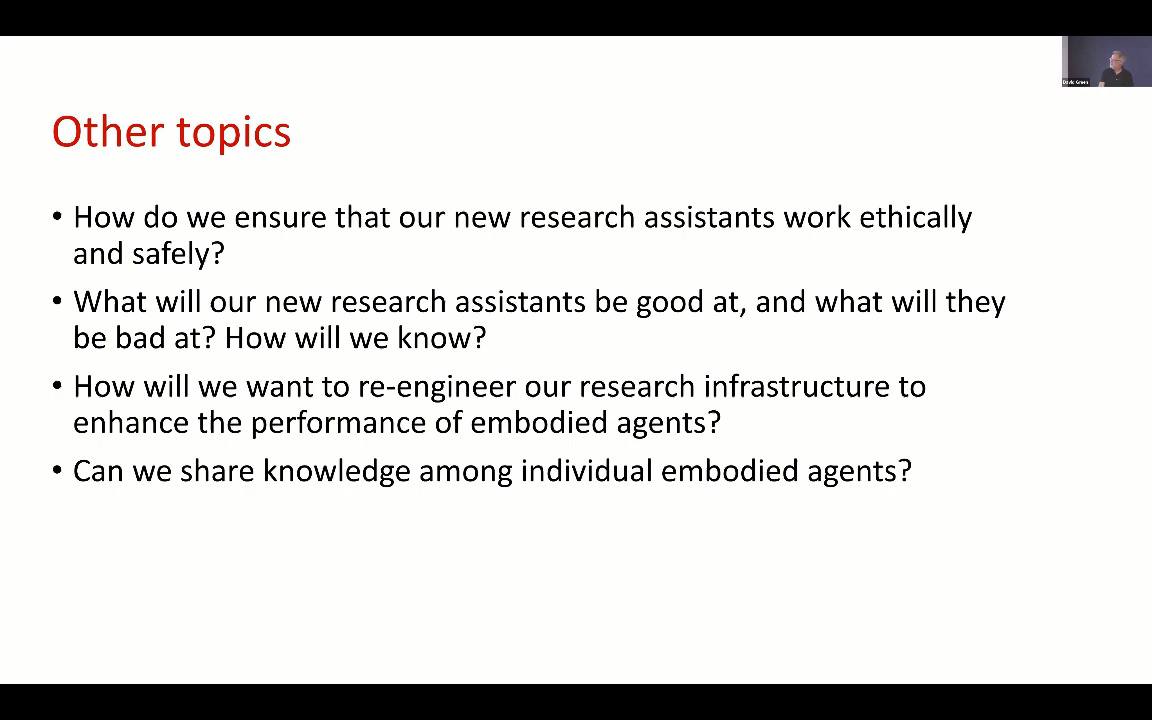 David Green
Other topics
• How do we ensure that our new research assistants work ethically
and safely?
• What will our new research assistants be good at, and what will they
be bad at? How will we know?
• How will we want to re-engineer our research infrastructure to
enhance the performance of embodied agents?
• Can we share knowledge among individual embodied agents?